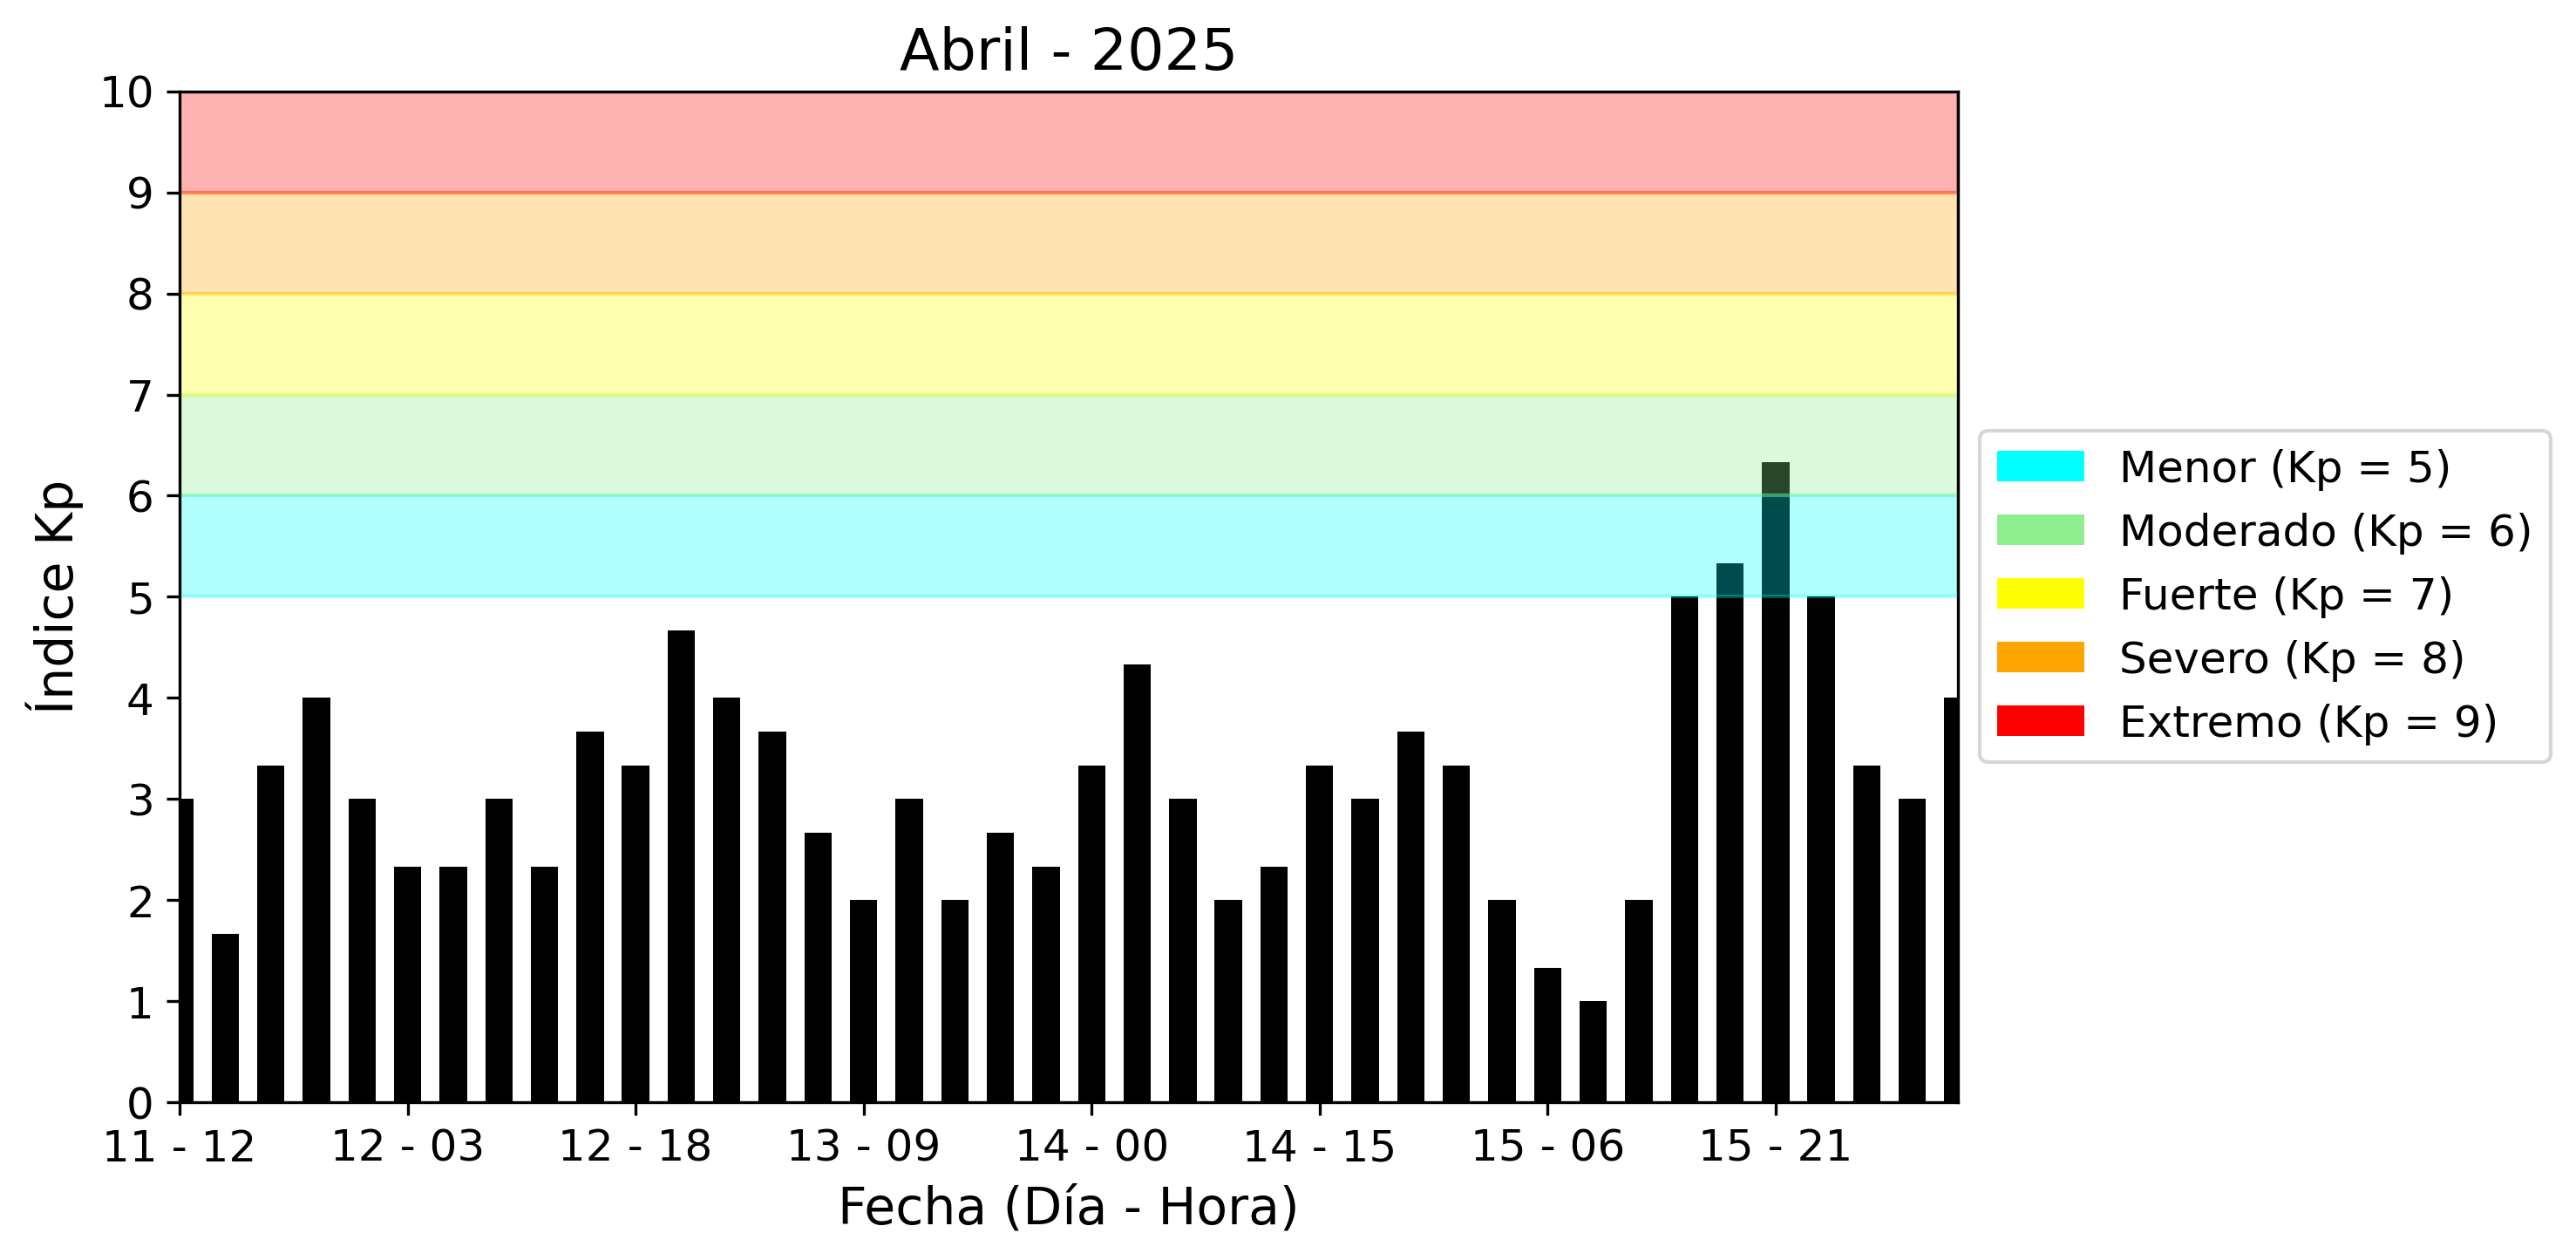 Abril - 2025
10
9
8
7
6
5
4
3
2
1
0
Índice Kp
11 - 12
12 - 03
12 - 18
13 - 09
14 - 00
14 - 15
15 - 06
15 - 21
Fecha (Día - Hora)
Menor (Kp = 5)
Moderado (Kp = 6)
Fuerte (Kp = 7)
Severo (Kp = 8)
Extremo (Kp = 9)